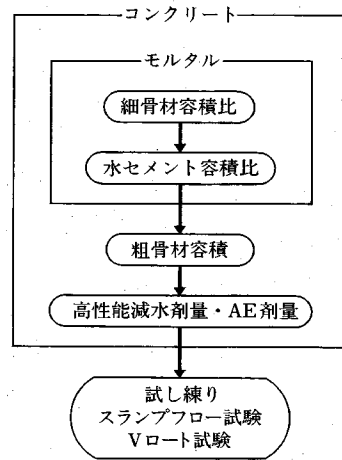 コンクリート
モルタル
細骨材容積比
水セメント容積比
粗骨材容積
高性能減水剤量・AE剤量
試し練り
スランプフロー試験
Vロート試験